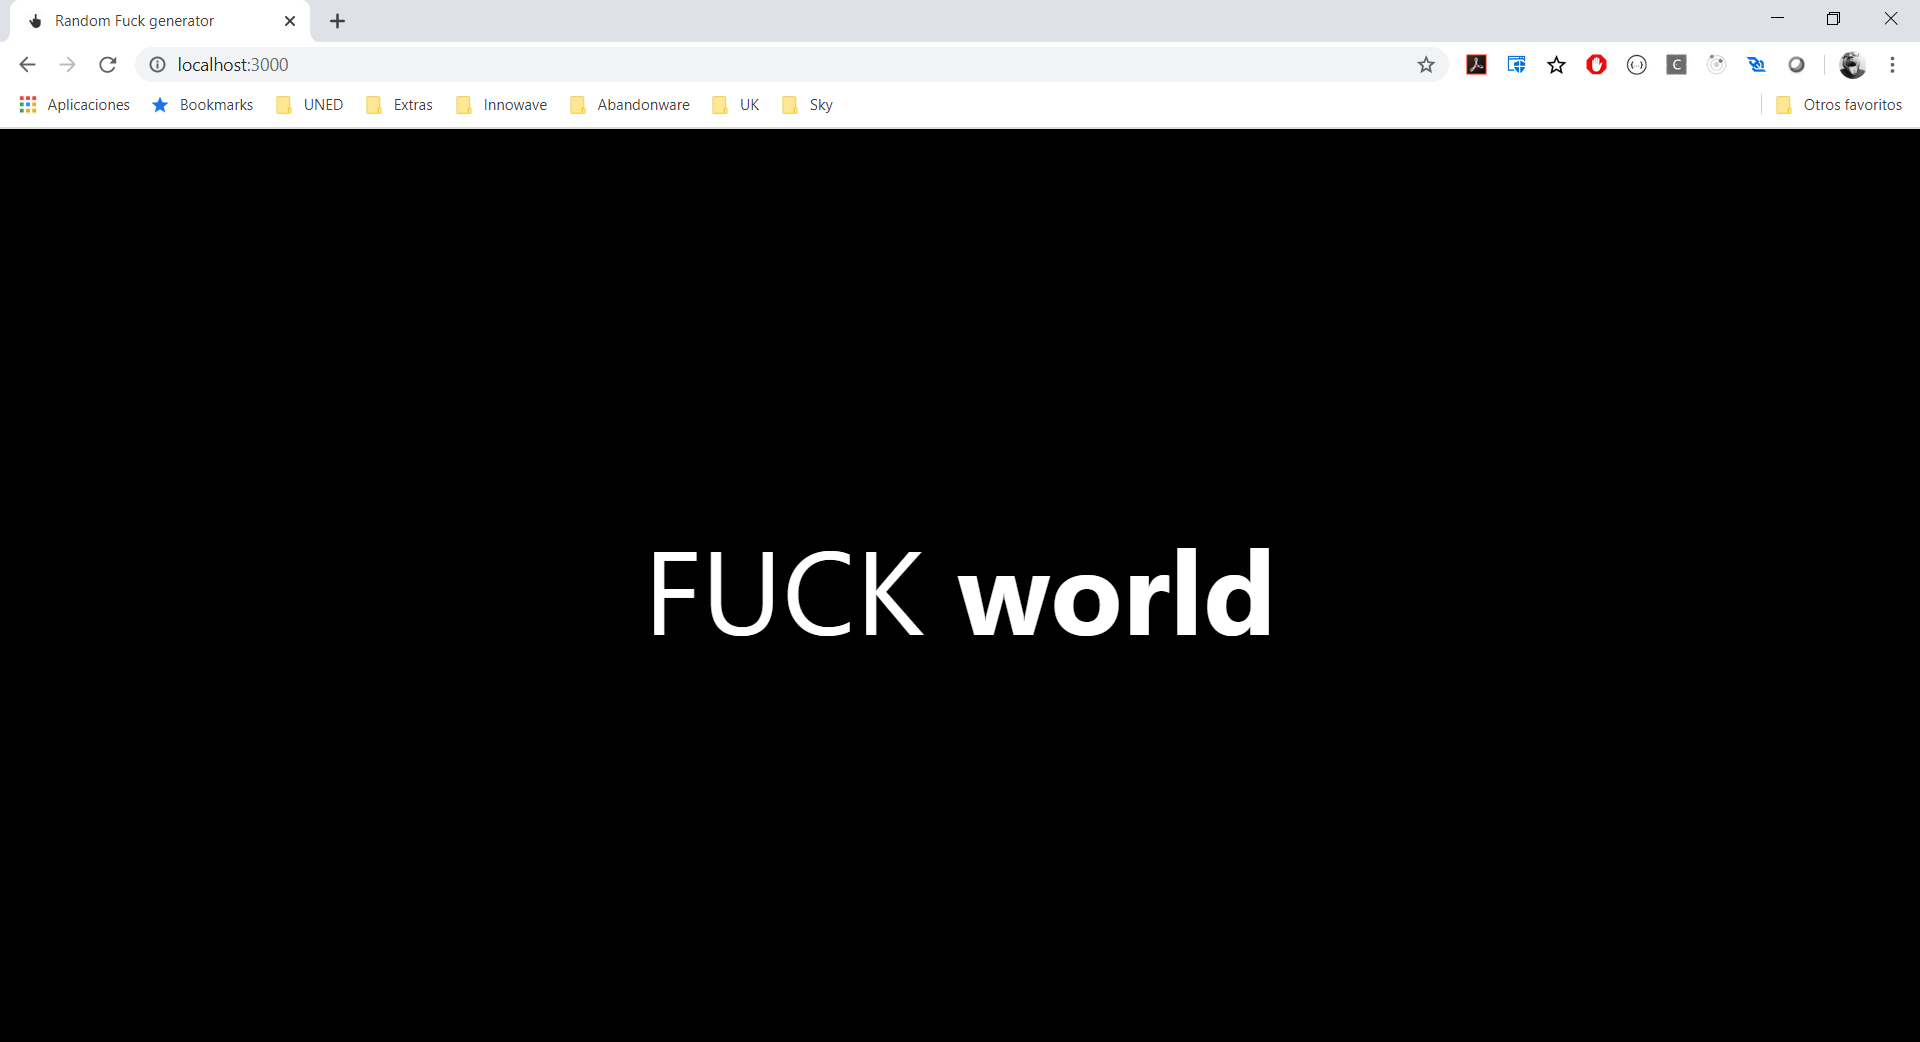 Random Fuck generator
localhost:3000
Aplicaciones Bookmarks UNED Extras Innowave Abandonware UK Sky Otros favoritos
FUCK world